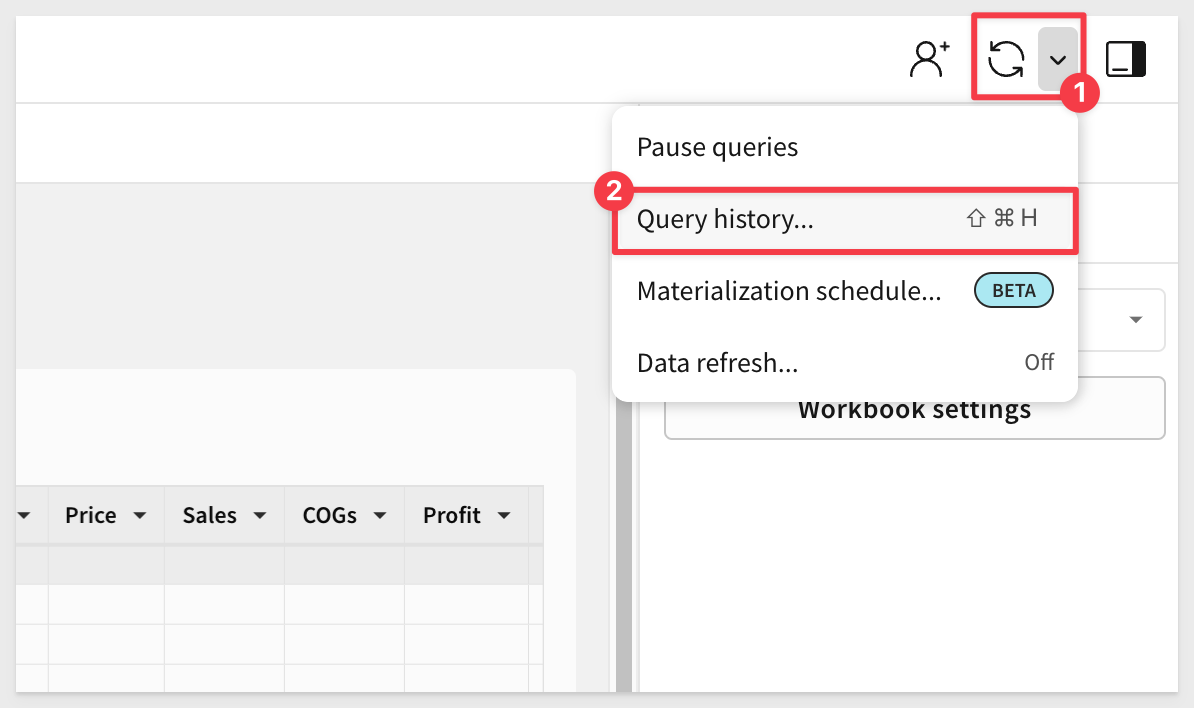 1
Pause queries
2
Query history... ⇧ ⌘ H
Materialization schedule... BETA
Data refresh... Off
Workbook settings
Price Sales COGs Profit